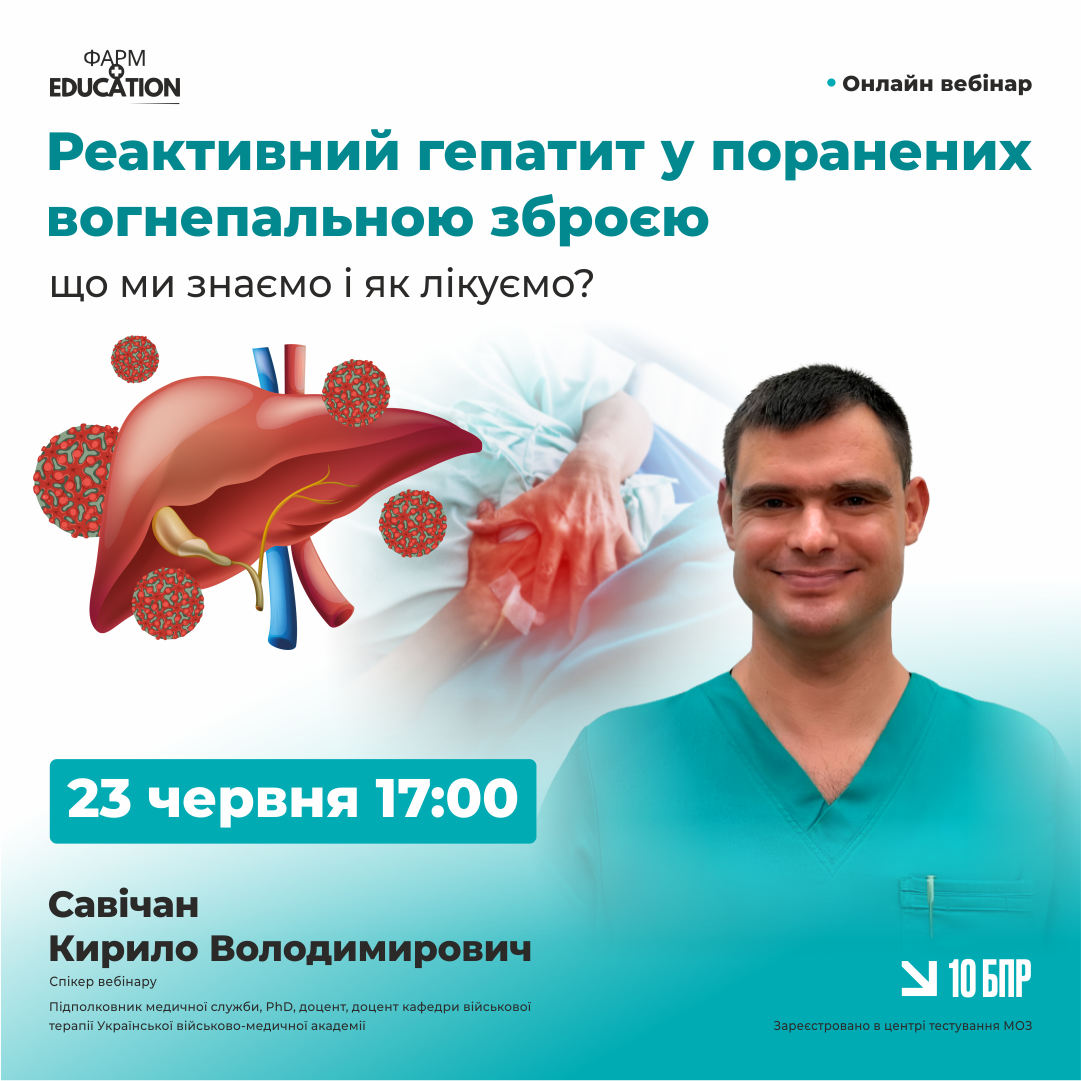 ФАРМ
EDUCATION
Онлайн вебінар
Реактивний гепатит у поранених
вогнепальною зброєю
що ми знаємо і як лікуємо?
23 червня 17:00
Савічан
Кирило Володимирович
Спікер вебінару
Підполковник медичної служби, PhD, доцент, доцент кафедри військової
терапії Української військово-медичної академії
10 БПР
Зареєстровано в центрі тестування МОЗ